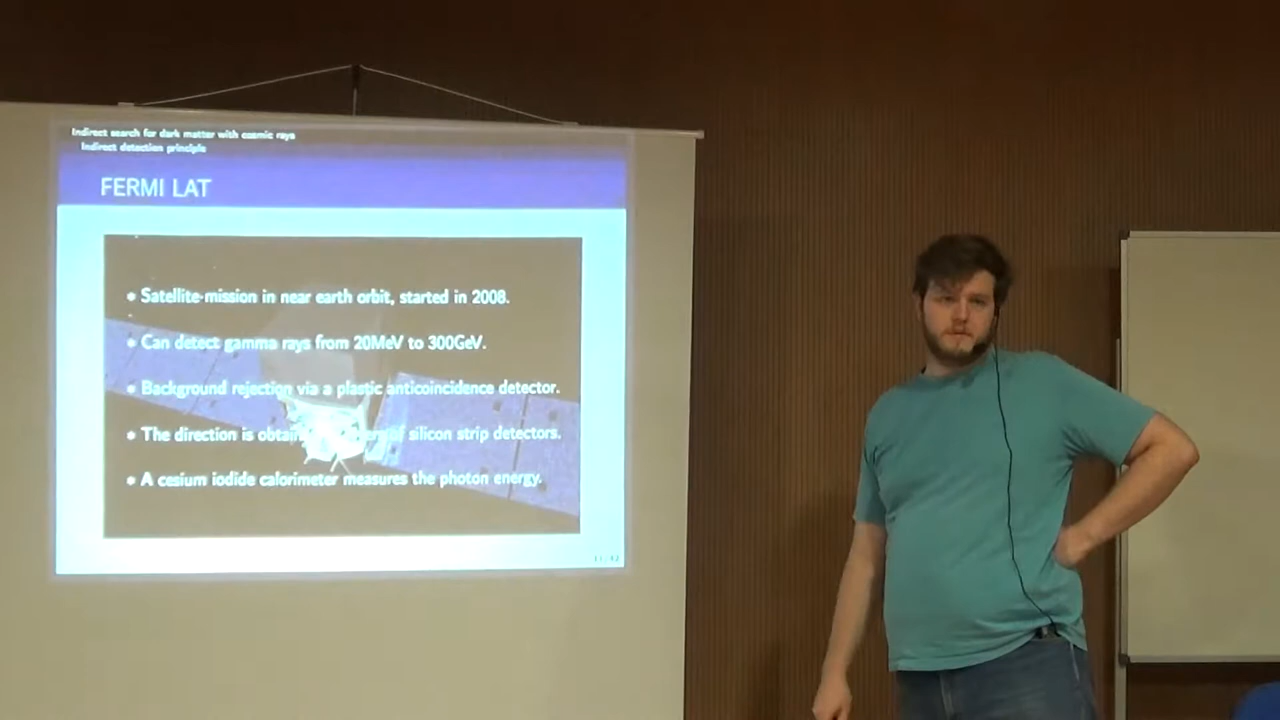 Indirect search for dark matter with cosmic rays
Indirect detection principle
FERMI LAT
• Satellite-mission in near earth orbit, started in 2008.
• Can detect gamma rays from 20MeV to 300GeV.
• Background rejection via a plastic anticoincidence detector.
• The direction is of silicon strip detectors.
• A cesium iodide calorimeter measures the photon energy.